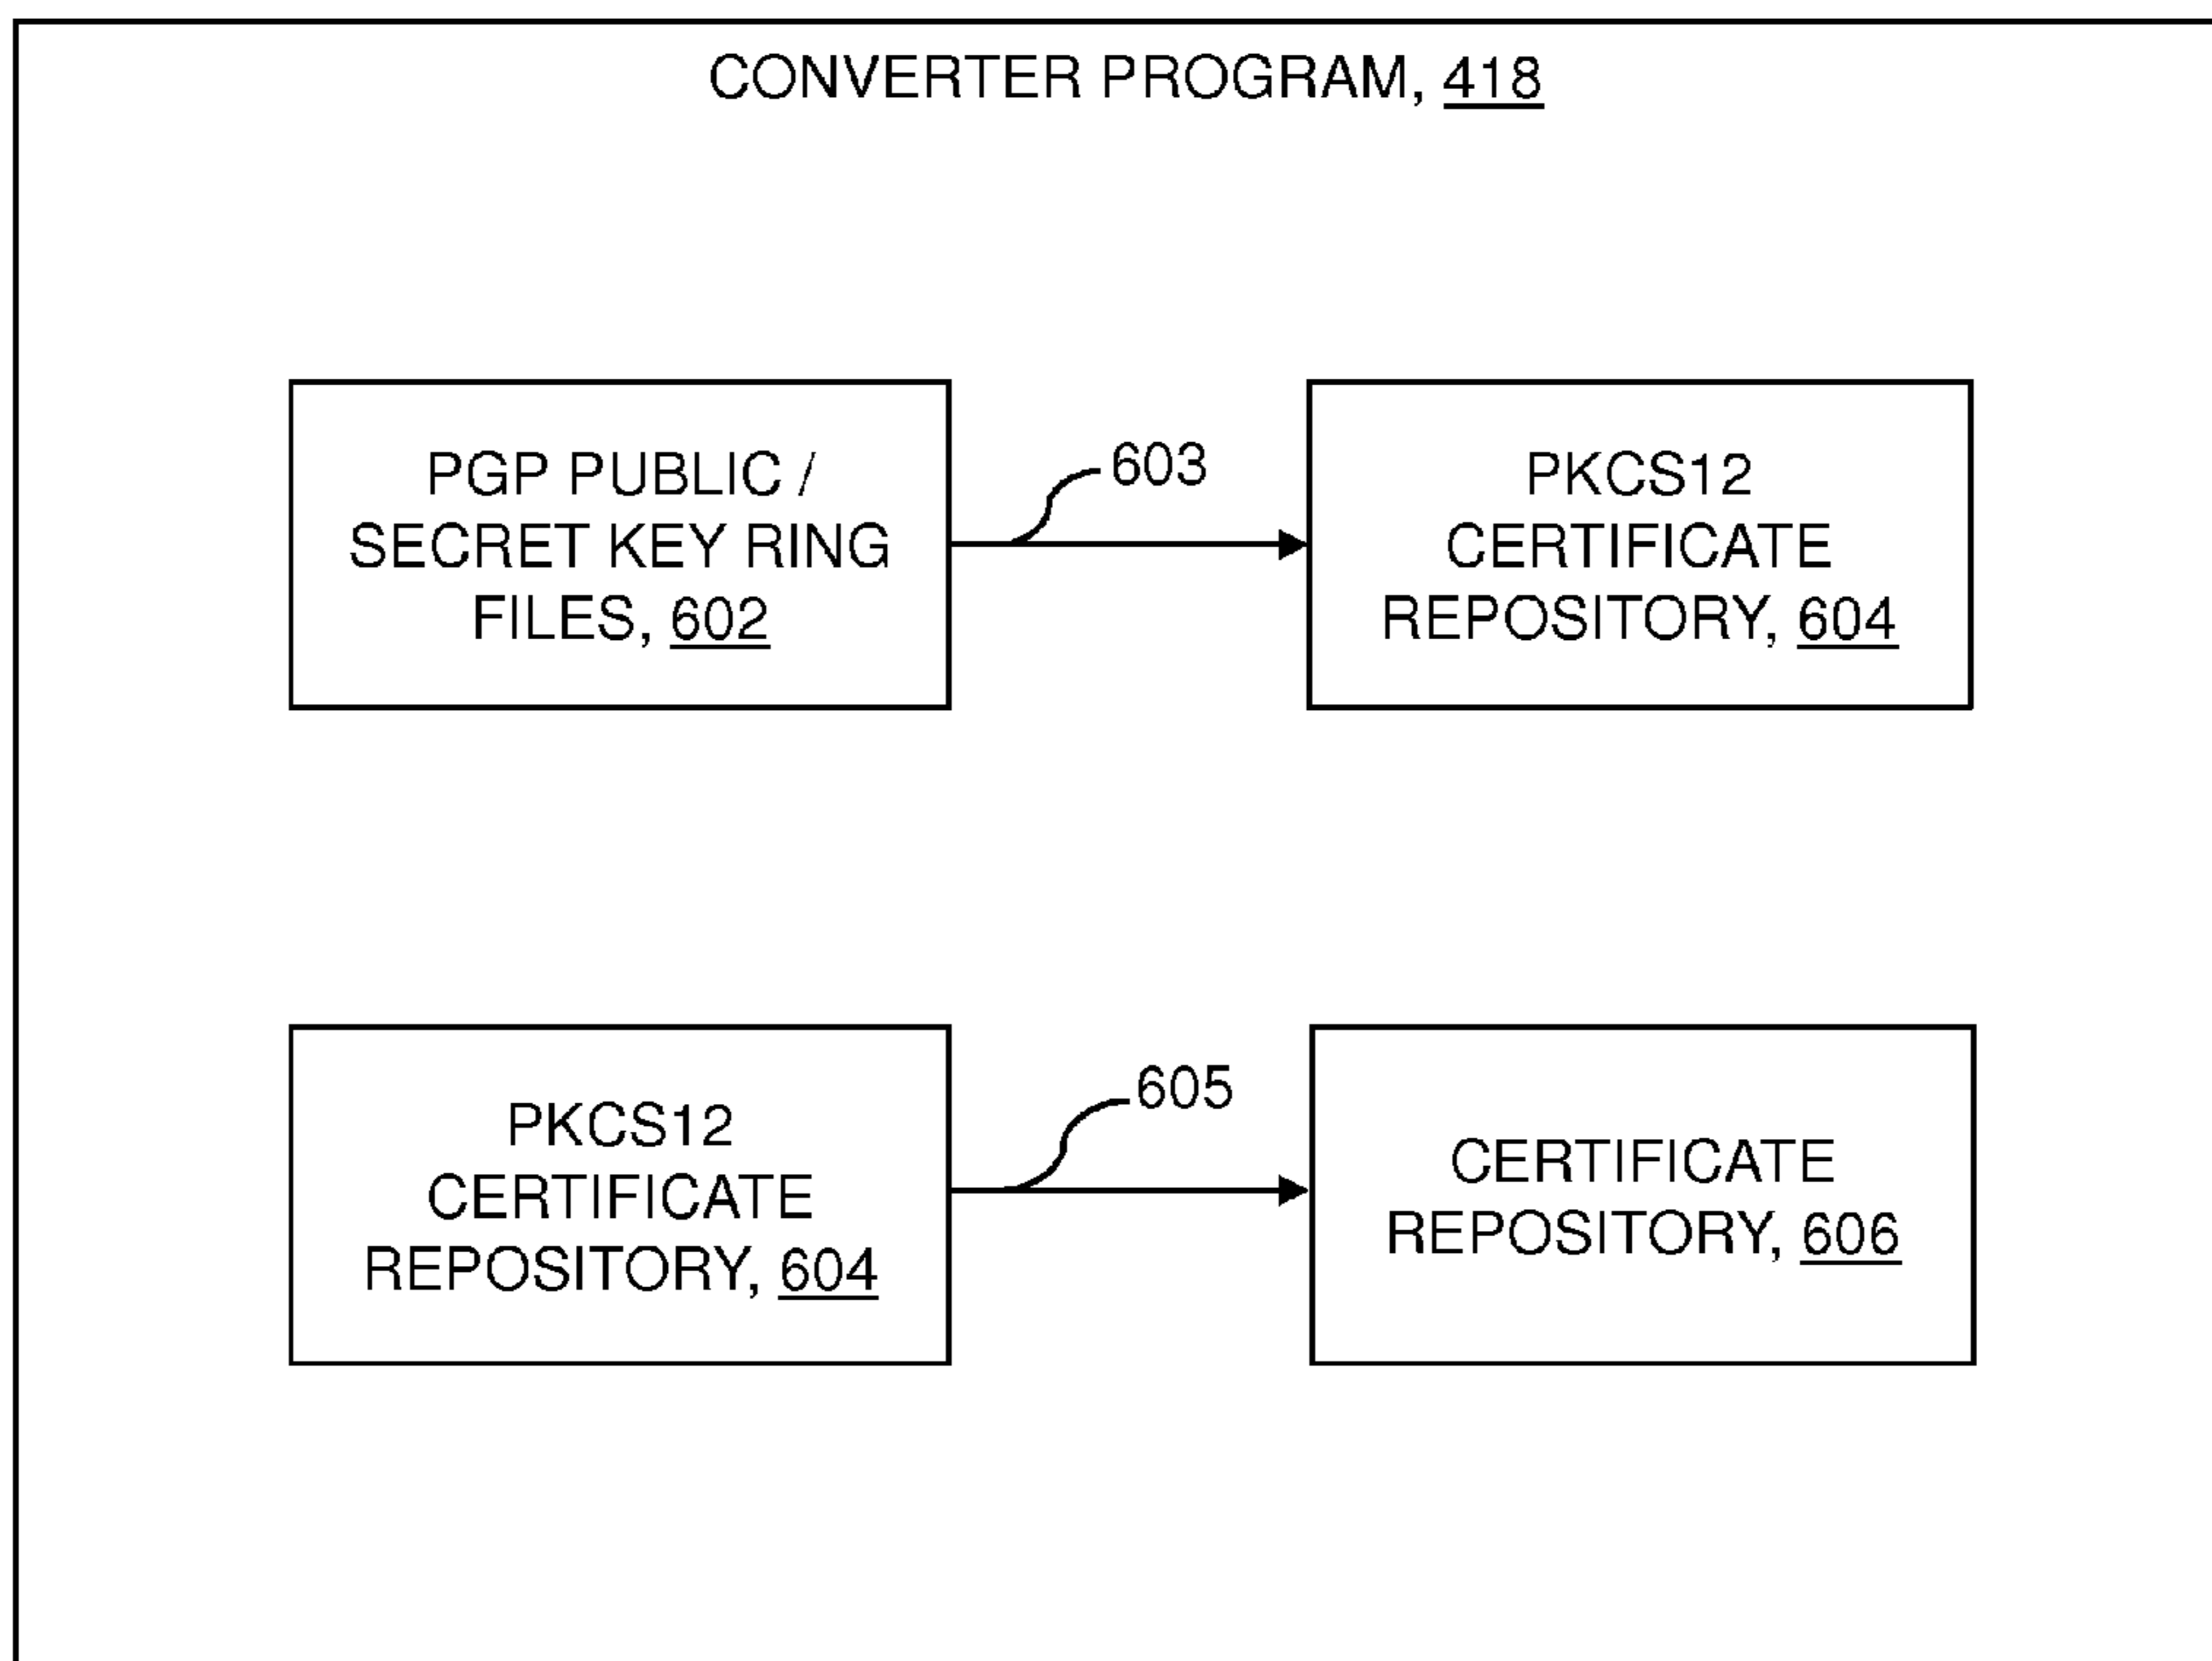 CONVERTER PROGRAM, 418
PGP PUBLIC /
SECRET KEY RING
FILES, 602
603
PKCS12
CERTIFICATE
REPOSITORY, 604
PKCS12
CERTIFICATE
REPOSITORY, 604
605
CERTIFICATE
REPOSITORY, 606